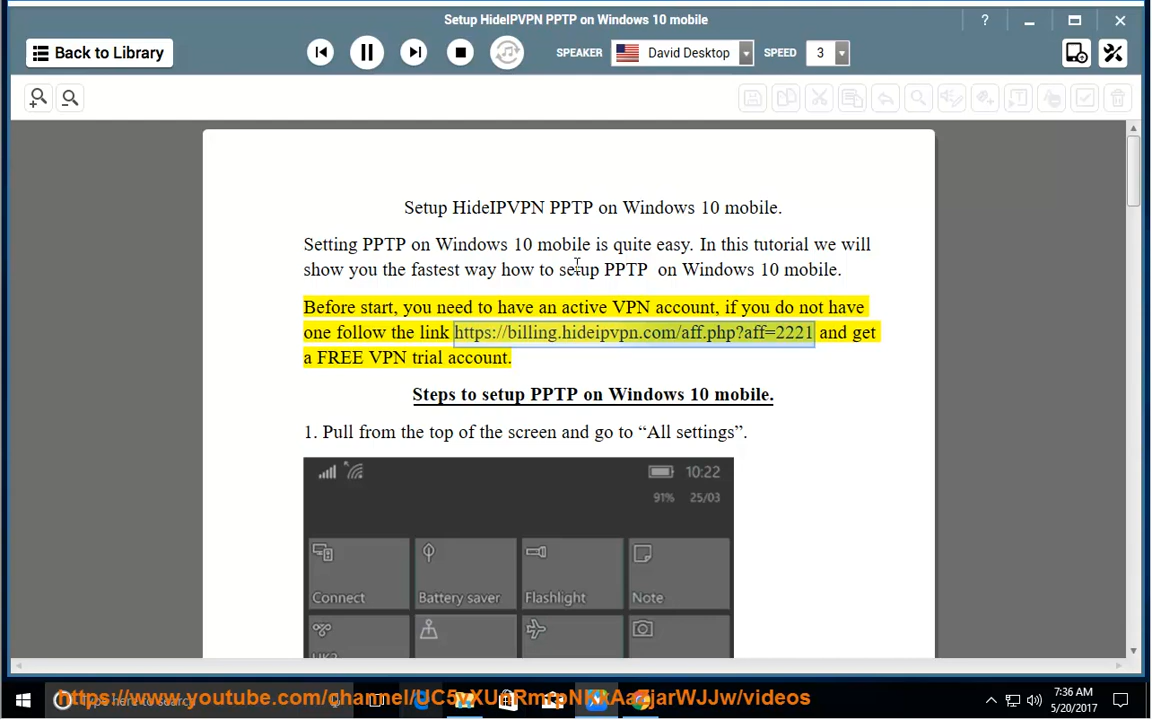 Setup HideIPVPN PPTP on Windows 10 mobile
?
Back to Library
SPEAKER
David Desktop
SPEED
3
Setup HideIPVPN PPTP on Windows 10 mobile.
Setting PPTP on Windows 10 mobile is quite easy. In this tutorial we will
show you the fastest way how to setup PPTP on Windows 10 mobile.
Before start, you need to have an active VPN account, if you do not have
one follow the link https://billing.hideipvpn.com/aff.php?aff=2221 and get
a FREE VPN trial account.
Steps to setup PPTP on Windows 10 mobile.
1. Pull from the top of the screen and go to “All settings”.
10:22
91% 25/03
Connect
Battery saver
Flashlight
Note
7:36 AM
5/20/2017